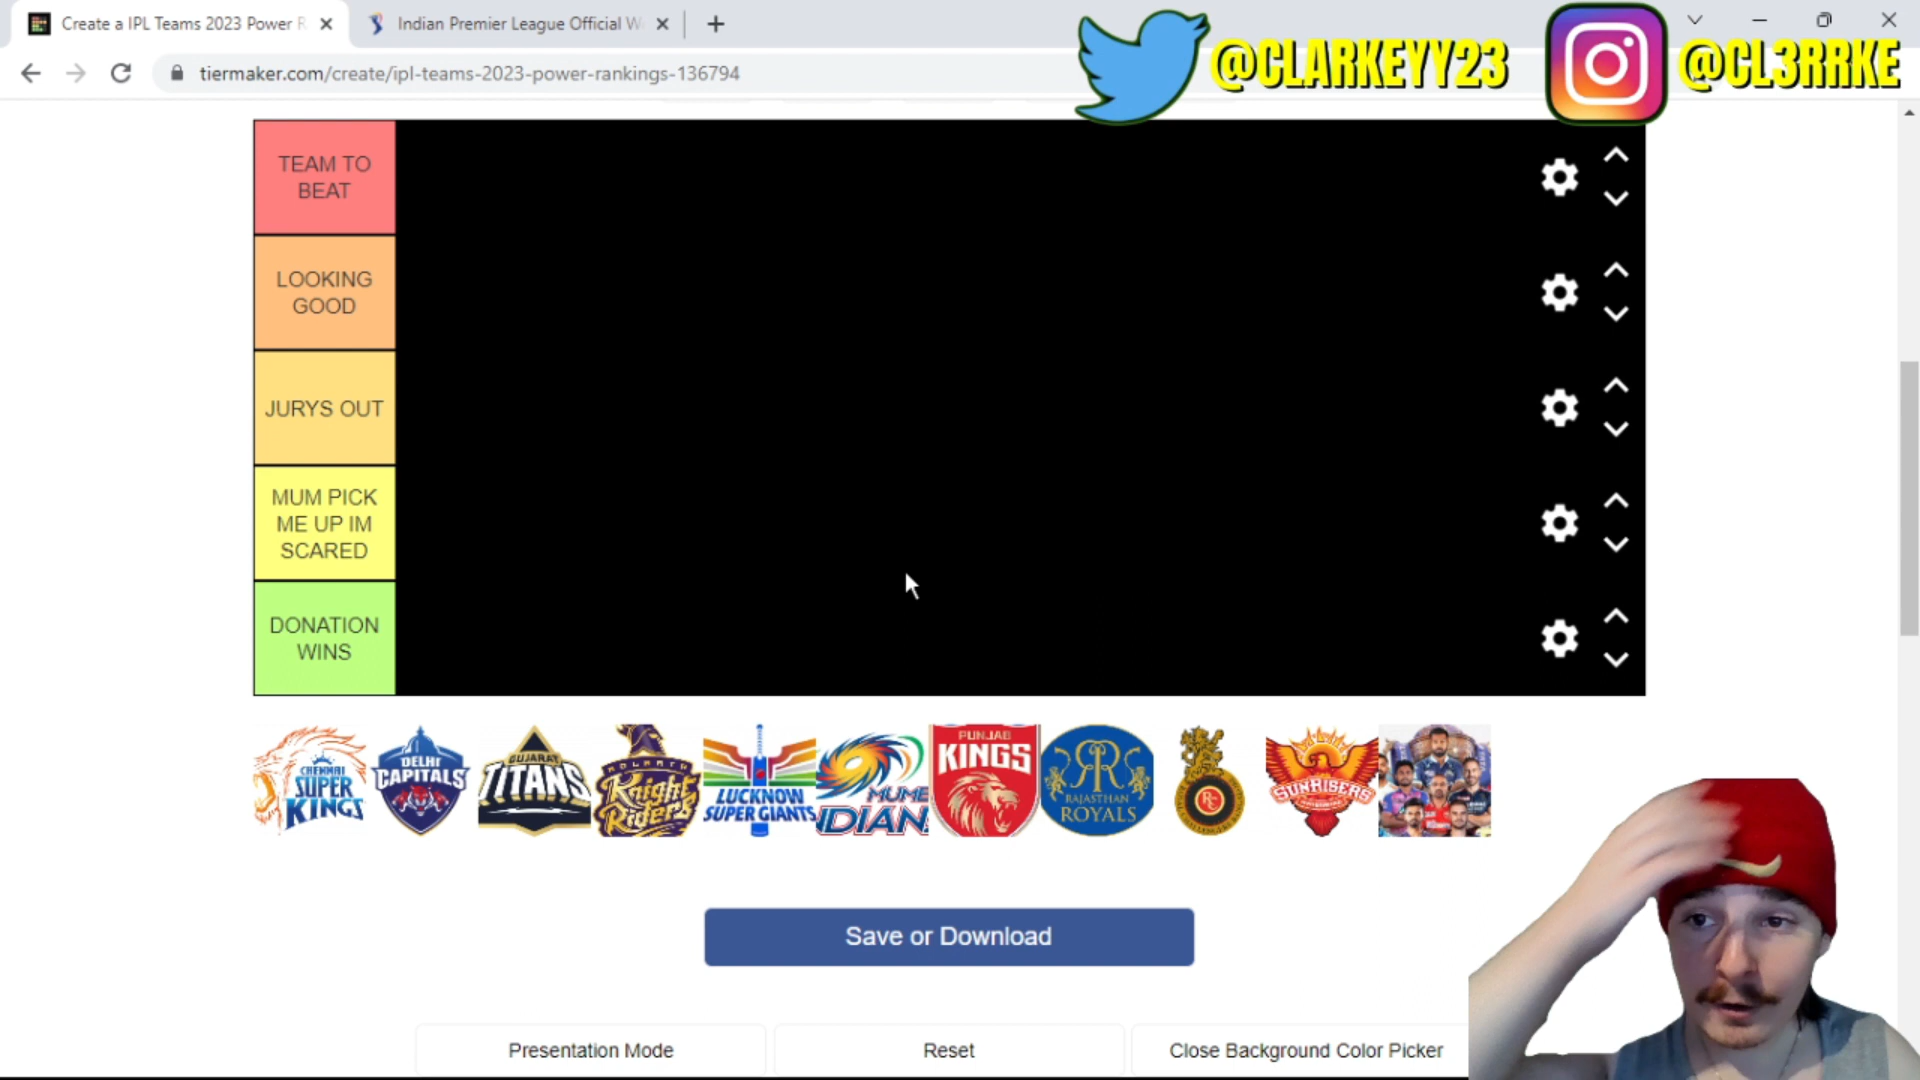 Create a IPL Teams 2023 Power R
Indian Premier League Official W
tiermaker.com/create/ipl-teams-2023-power-rankings-136794
@CLARKEYY23
@CL3RRKE
TEAM TO
BEAT
LOOKING
GOOD
JURYS OUT
MUM PICK
ME UP IM
SCARED
DONATION
WINS
CHENNAI
SUPER
KINGS
DELHI
CAPITALS
GUJARAT
TITANS
KOLKATA
Knight
Riders
LUCKNOW
SUPER GIANTS
MUMB
INDIAN
PUNJAB
KINGS
RR
RAJASTHAN
ROYALS
RC
SUNRISERS
Save or Download
Presentation Mode
Reset
Close Background Color Picker